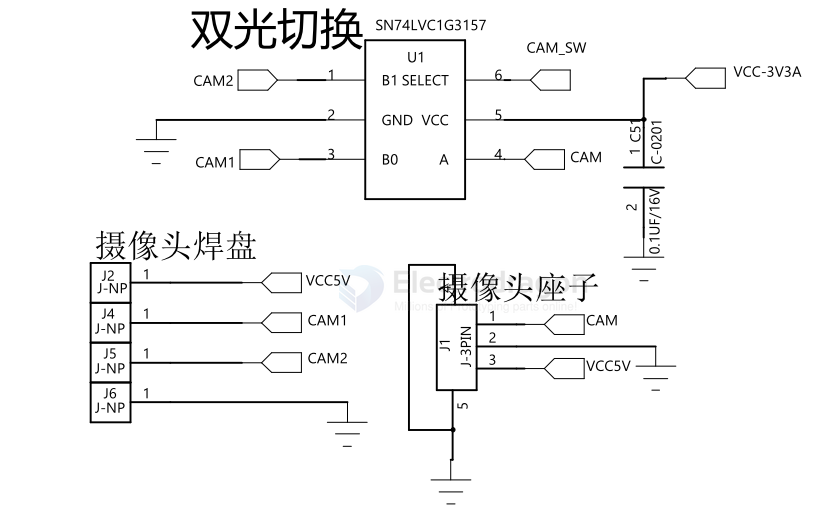 双光切换
SN74LVC1G3157
U1
CAM_SW
CAM2
1
B1 SELECT
6
VCC-3V3A
2
GND VCC
5
CAM1
3
B0
A
4
CAM
1
C51
C-0201
2
0.1UF/16V
摄像头焊盘
J2
J-NP
1
VCC5V
J4
J-NP
1
CAM1
J5
J-NP
1
CAM2
J6
J-NP
1
摄像头座子
J1
J-3PIN
1
CAM
2
3
VCC5V
5